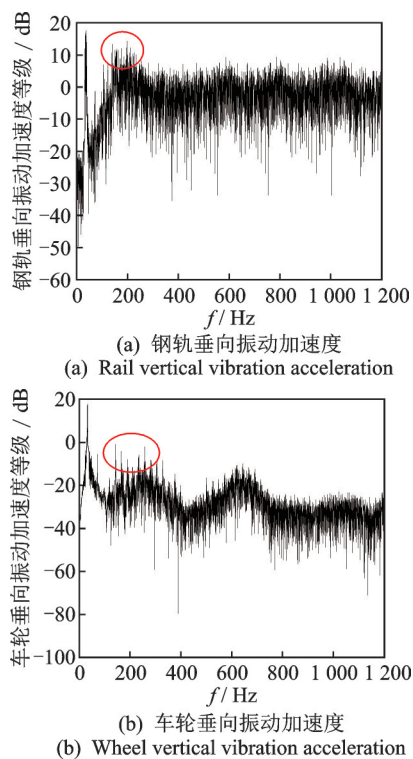 钢轨垂向振动加速度等级 / dB
20
10
0
−10
−20
−30
−40
−50
−60
0 200 400 600 800 1 000 1 200
f / Hz
(a) 钢轨垂向振动加速度
(a) Rail vertical vibration acceleration
车轮垂向振动加速度等级 / dB
20
0
−20
−40
−60
−80
−100
0 200 400 600 800 1 000 1 200
f / Hz
(b) 车轮垂向振动加速度
(b) Wheel vertical vibration acceleration